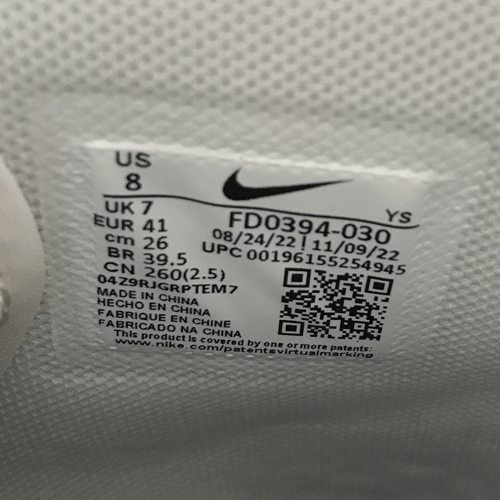 US
8
YS
UK 7
FD0394-030
EUR 41
08/24/22 | 11/09/22
cm 26
UPC 00196155254945
BR 39.5
CN 260(2.5)
04Z9RJGRPTEM7
MADE IN CHINA
HECHO EN CHINA
FABRIQUE EN CHINE
FABRICADO NA CHINA
This product is covered by one or more patents:
www.nike.com/patentsvirtualmarking